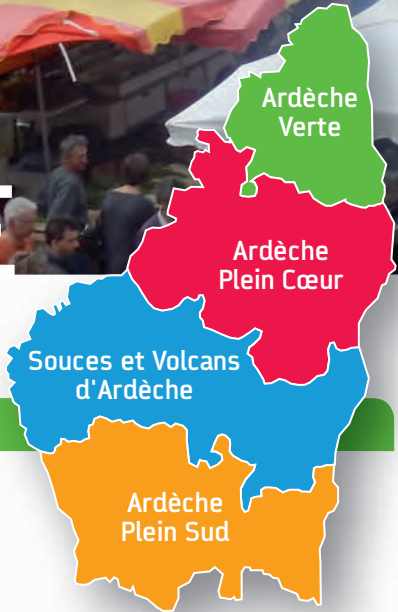 Ardèche
Verte
Ardèche
Plein Cœur
Souces et Volcans
d'Ardèche
Ardèche
Plein Sud